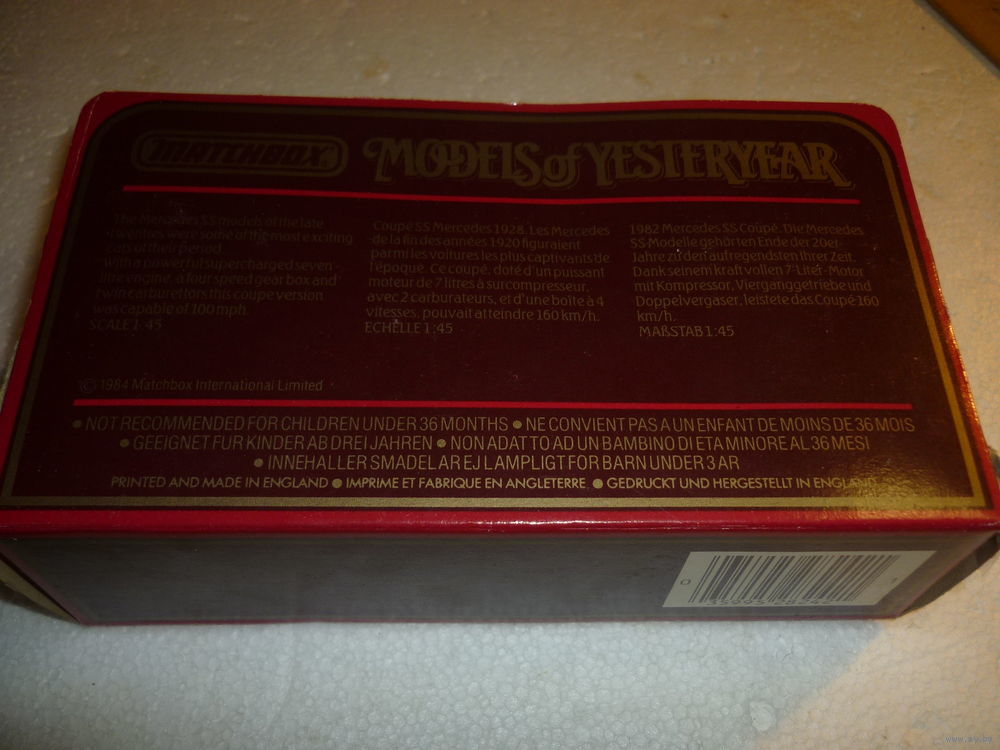 MATCHBOX
MODELS of YESTERYEAR
The Mercedes SS models of the late
twenties were some of the most exciting
cars of their period
with a powerful supercharged seven-
litre engine, a four speed gear box and
twin carburettors this coupe version
was capable of 100 mph.
SCALE 1:45
Coupé SS Mercedes 1928. Les Mercedes
de la fin des années 1920 figuraient
parmi les voitures les plus captivants de
l'époque. Ce coupé, doté d'un puissant
moteur de 7 litres à surcompresseur,
avec 2 carburateurs, et d'une boîte à 4
vitesses, pouvait atteindre 160 km/h.
ECHELLE 1:45
1982 Mercedes SS Coupé. Die Mercedes
SS-Modelle gehörten Ende der 20er-
Jahre zu den aufregendsten Ihrer Zeit.
Dank seinem kraftvollen 7-Liter-Motor
mit Kompressor, Vierganggetriebe und
Doppelvergaser, leistete das Coupé 160
km/h.
MAßSTAB 1:45
© 1984 Matchbox International Limited
• NOT RECOMMENDED FOR CHILDREN UNDER 36 MONTHS • NE CONVIENT PAS A UN ENFANT DE MOINS DE 36 MOIS
• GEEIGNET FUR KINDER AB DREI JAHREN • NON ADATTO AD UN BAMBINO DI ETA MINORE AL 36 MESI
• INNEHALLER SMADELAR EJ LAMPLIGT FOR BARN UNDER 3 AR
PRINTED AND MADE IN ENGLAND • IMPRIME ET FABRIQUE EN ANGLETERRE • GEDRUCKT UND HERGESTELLT IN ENGLAND
0